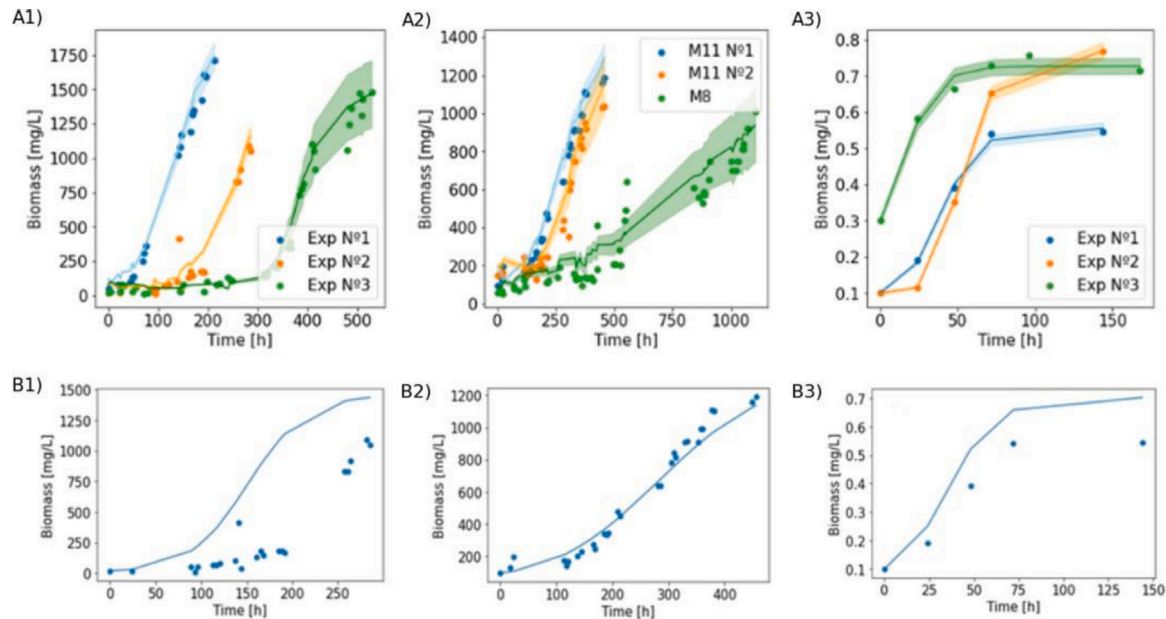 A1)
A2)
A3)
1750
1500
1250
1000
750
500
250
0
Biomass [mg/L]
Exp Nº1
Exp Nº2
Exp Nº3
0
100
200
300
400
500
Time [h]
1400
1200
1000
800
600
400
200
0
Biomass [mg/L]
M11 Nº1
M11 Nº2
M8
0
250
500
750
1000
Time [h]
0.8
0.7
0.6
0.5
0.4
0.3
0.2
0.1
Biomass [mg/L]
Exp Nº1
Exp Nº2
Exp Nº3
0
50
100
150
Time [h]
B1)
B2)
B3)
1500
1250
1000
750
500
250
0
Biomass [mg/L]
0
50
100
150
200
250
Time [h]
1200
1000
800
600
400
200
0
Biomass [mg/L]
0
100
200
300
400
Time [h]
0.7
0.6
0.5
0.4
0.3
0.2
0.1
Biomass [mg/L]
0
25
50
75
100
125
150
Time [h]